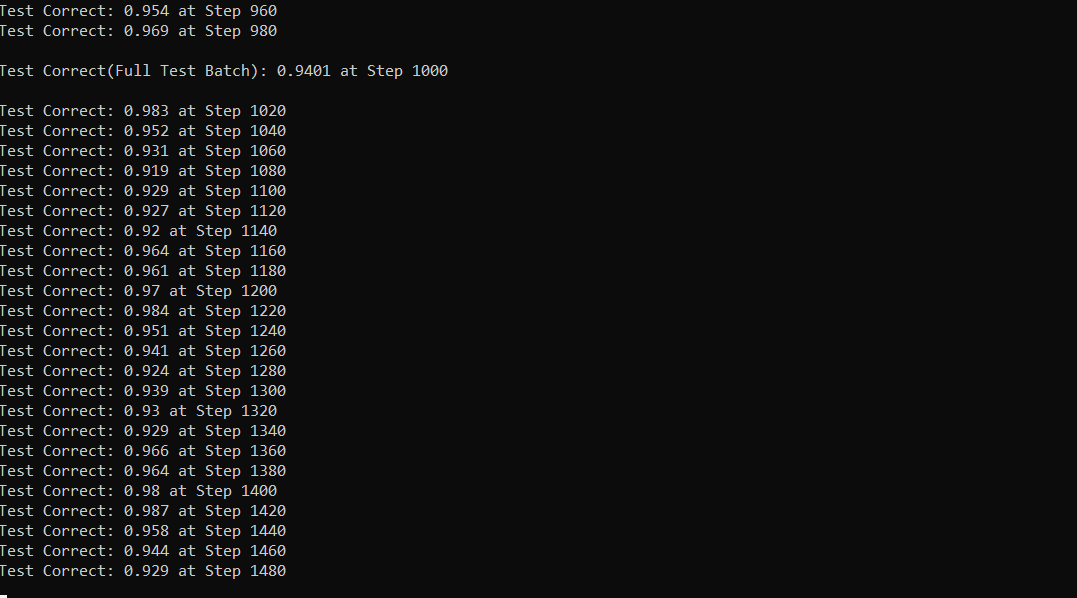 Test Correct: 0.954 at Step 960
Test Correct: 0.969 at Step 980
Test Correct(Full Test Batch): 0.9401 at Step 1000
Test Correct: 0.983 at Step 1020
Test Correct: 0.952 at Step 1040
Test Correct: 0.931 at Step 1060
Test Correct: 0.919 at Step 1080
Test Correct: 0.929 at Step 1100
Test Correct: 0.927 at Step 1120
Test Correct: 0.92 at Step 1140
Test Correct: 0.964 at Step 1160
Test Correct: 0.961 at Step 1180
Test Correct: 0.97 at Step 1200
Test Correct: 0.984 at Step 1220
Test Correct: 0.951 at Step 1240
Test Correct: 0.941 at Step 1260
Test Correct: 0.924 at Step 1280
Test Correct: 0.939 at Step 1300
Test Correct: 0.93 at Step 1320
Test Correct: 0.929 at Step 1340
Test Correct: 0.966 at Step 1360
Test Correct: 0.964 at Step 1380
Test Correct: 0.98 at Step 1400
Test Correct: 0.987 at Step 1420
Test Correct: 0.958 at Step 1440
Test Correct: 0.944 at Step 1460
Test Correct: 0.929 at Step 1480